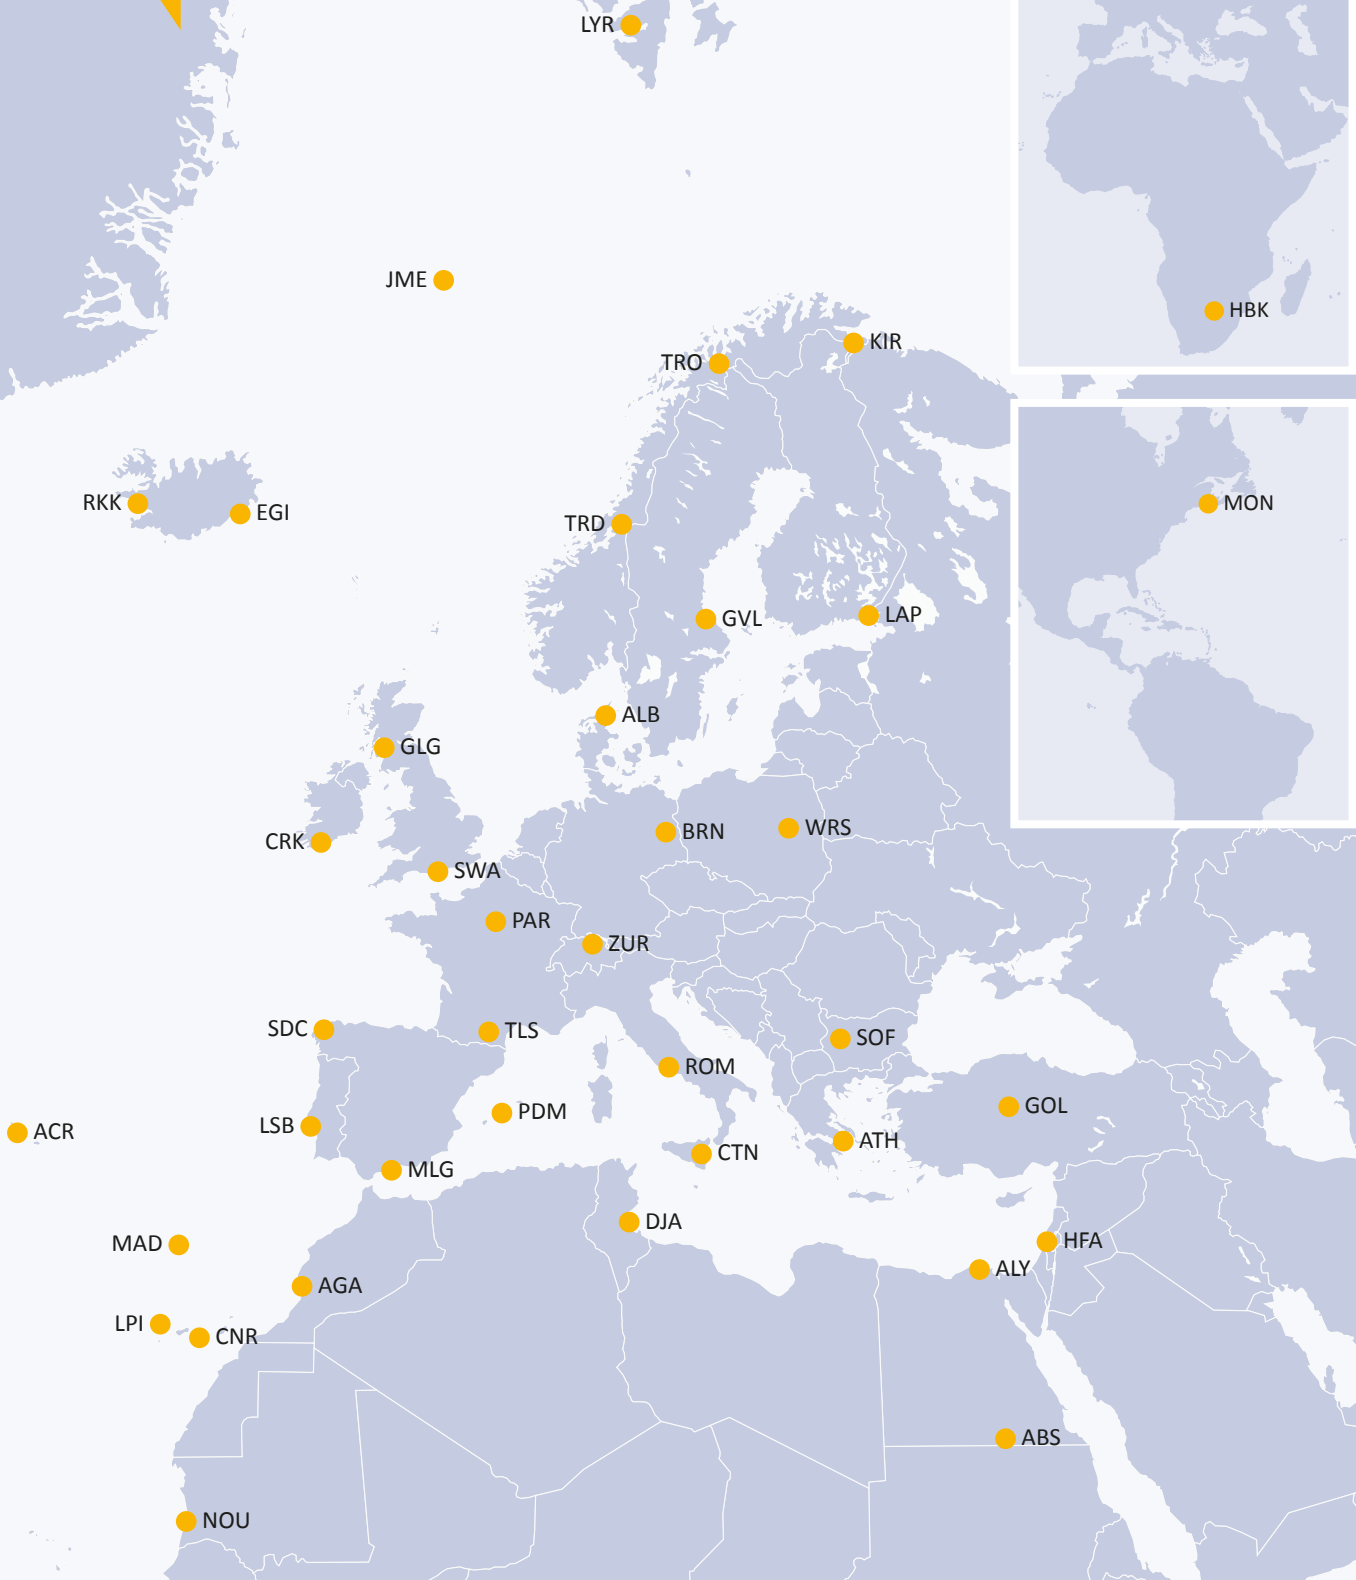 LYR
JME
HBK
KIR
TRO
RKK
EGI
MON
TRD
GVL
LAP
ALB
GLG
BRN
WRS
CRK
SWA
PAR
ZUR
SDC
TLS
SOF
ROM
GOL
PDM
LSB
ACR
ATH
CTN
MLG
DJA
HFA
MAD
ALY
AGA
LPI
CNR
ABS
NOU